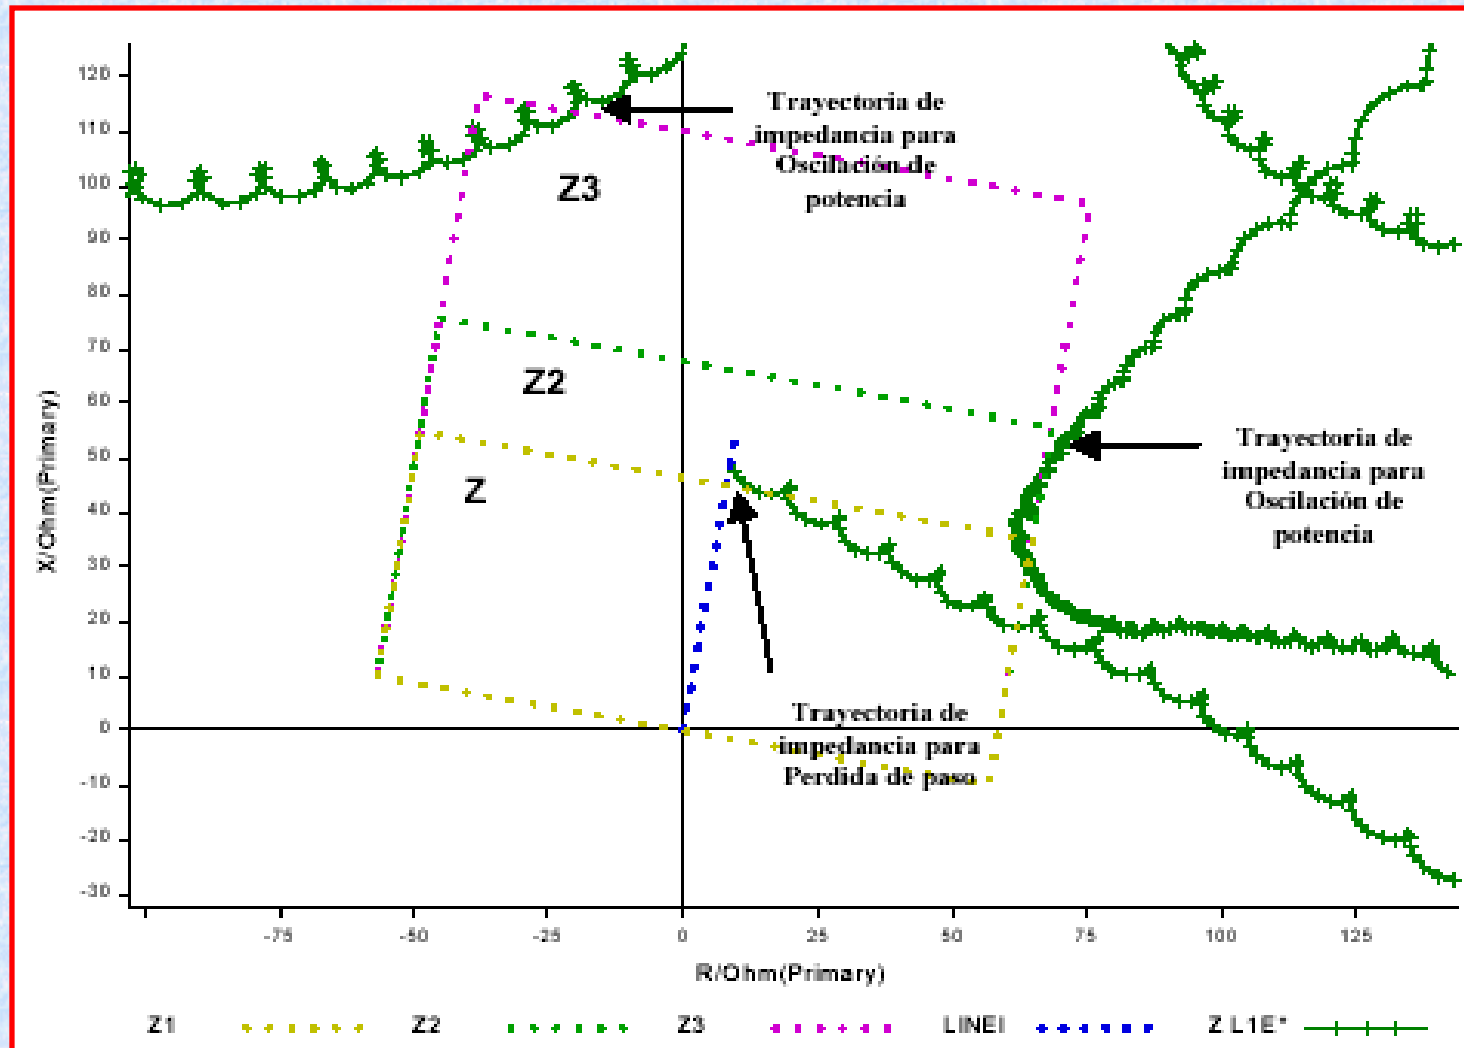 120
110
100
90
80
70
60
50
40
30
20
10
0
-10
-20
-30
X/Ohm(Primary)
Trayectoria de
impedancia para
Oscilación de
potencia
Z3
Z2
Z
Trayectoria de
impedancia para
Oscilación de
potencia
Trayectoria de
impedancia para
Perdida de paso
-75
-50
-25
0
25
50
75
100
125
R/Ohm(Primary)
Z1
Z2
Z3
LINEI
Z L1E*